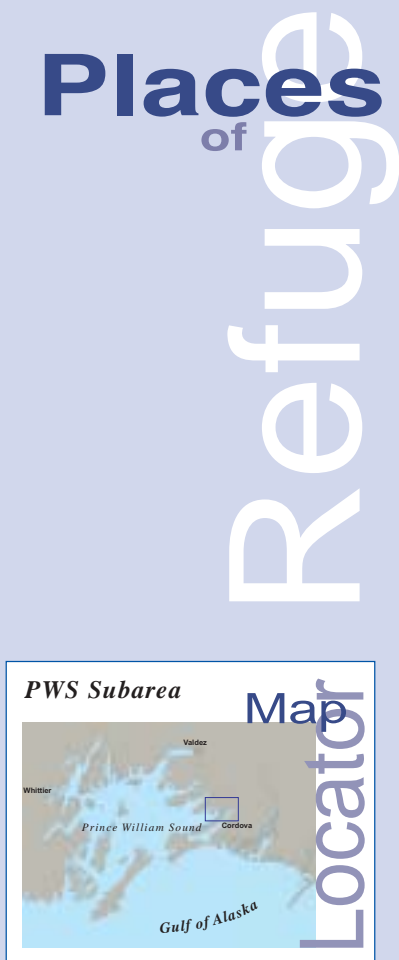 Places
of
Refuge
PWS Subarea
Map
Locator
Valdez
Whittier
Prince William Sound
Cordova
Gulf of Alaska